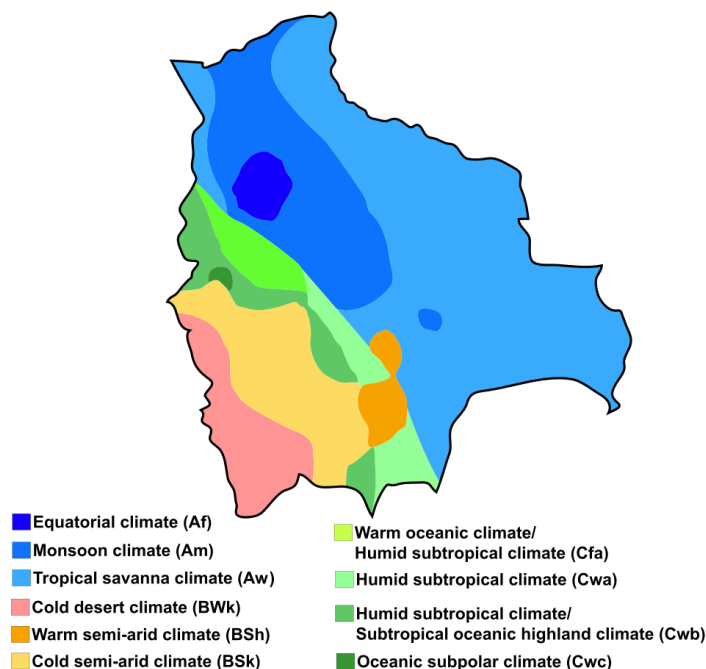 Equatorial climate (Af)
Monsoon climate (Am)
Tropical savanna climate (Aw)
Cold desert climate (BWk)
Warm semi-arid climate (BSh)
Cold semi-arid climate (BSk)
Warm oceanic climate/
Humid subtropical climate (Cfa)
Humid subtropical climate (Cwa)
Humid subtropical climate/
Subtropical oceanic highland climate (Cwb)
Oceanic subpolar climate (Cwc)